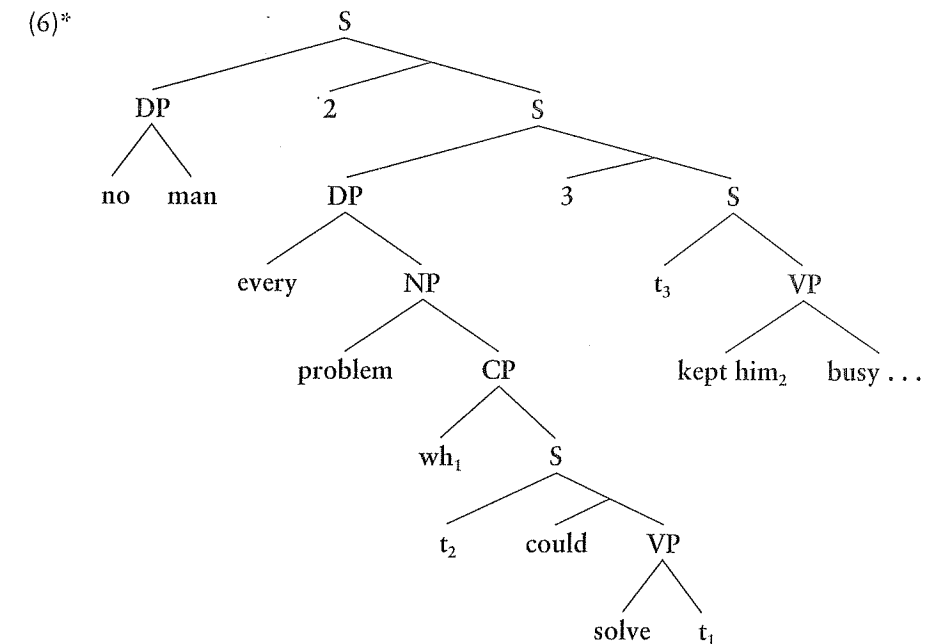 (6)* S
DP 2 S
no man DP 3 S
every NP t₃ VP
problem CP kept him₂ busy . . .
wh₁ S
t₂ could VP
solve t₁